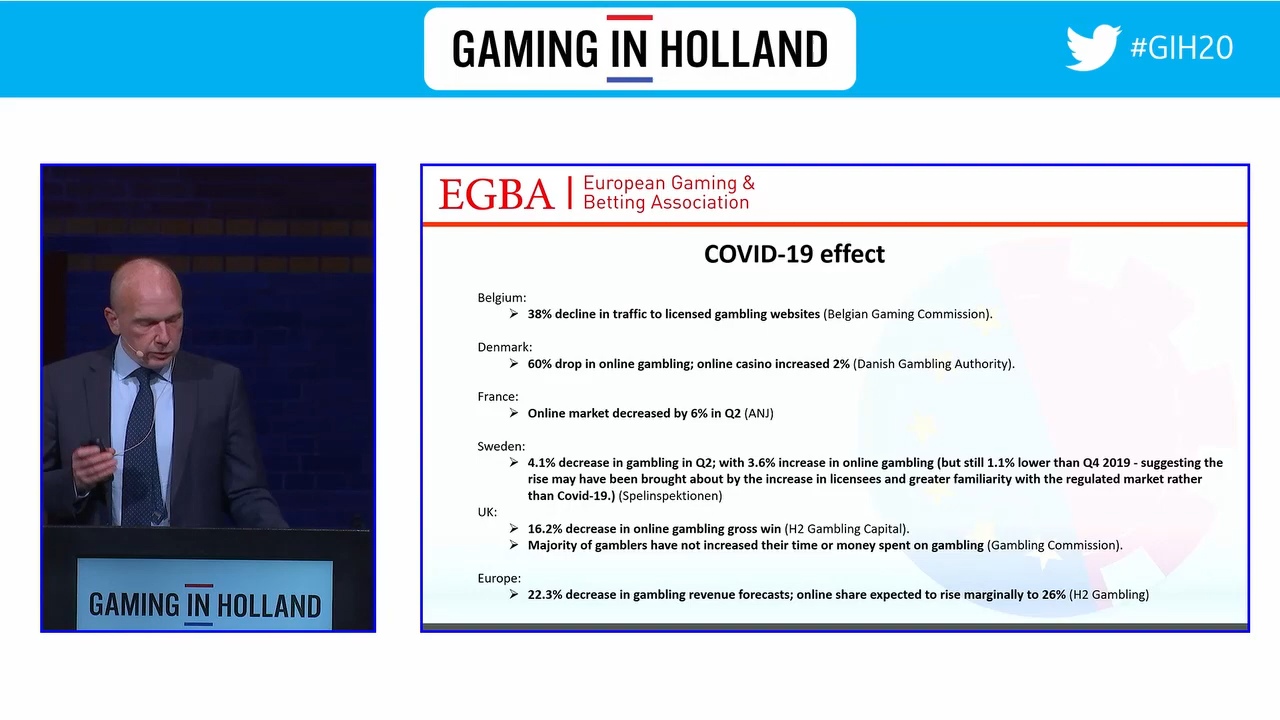 GAMING IN HOLLAND
#GIH20
EGBA
European Gaming &
Betting Association
COVID-19 effect
Belgium:
➢ 38% decline in traffic to licensed gambling websites (Belgian Gaming Commission).
Denmark:
➢ 60% drop in online gambling; online casino increased 2% (Danish Gambling Authority).
France:
➢ Online market decreased by 6% in Q2 (ANJ)
Sweden:
➢ 4.1% decrease in gambling in Q2; with 3.6% increase in online gambling (but still 1.1% lower than Q4 2019 - suggesting the
rise may have been brought about by the increase in licensees and greater familiarity with the regulated market rather
than Covid-19.) (Spelinspektionen)
UK:
➢ 16.2% decrease in online gambling gross win (H2 Gambling Capital).
➢ Majority of gamblers have not increased their time or money spent on gambling (Gambling Commission).
Europe:
➢ 22.3% decrease in gambling revenue forecasts; online share expected to rise marginally to 26% (H2 Gambling)
GAMING IN HOLLAND